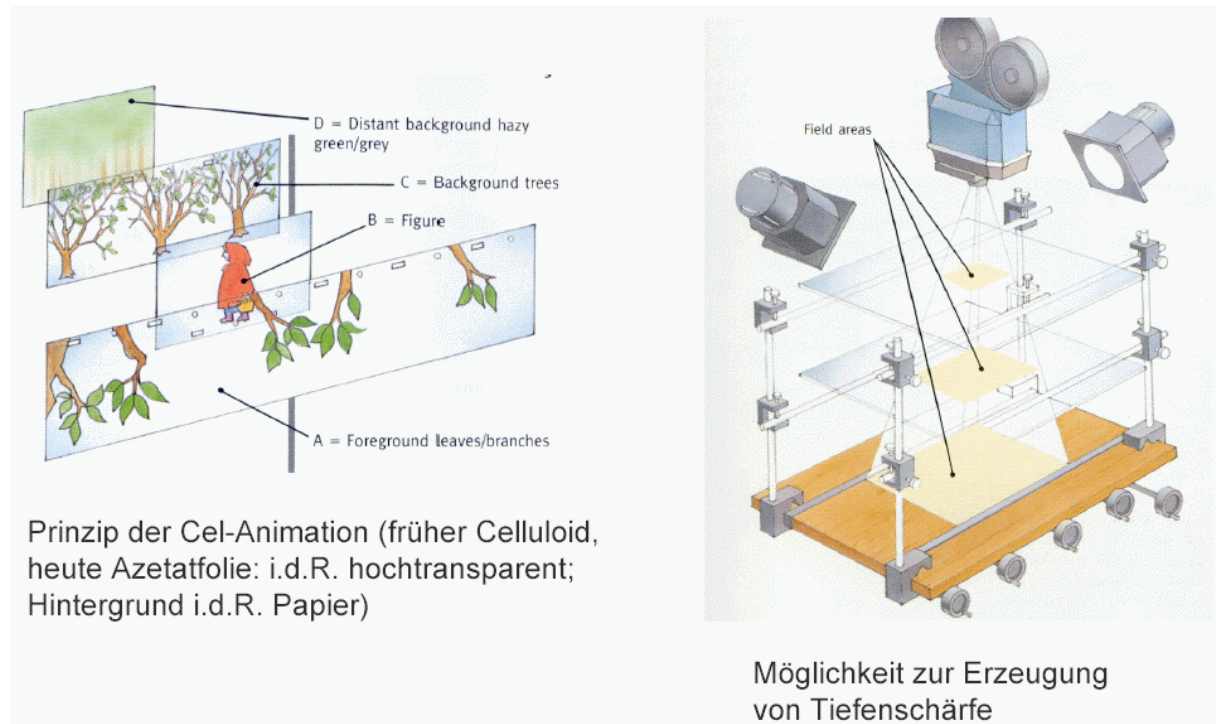 D = Distant background hazy
green/grey
C = Background trees
B = Figure
A = Foreground leaves/branches
Prinzip der Cel-Animation (früher Celluloid,
heute Azetatfolie: i.d.R. hochtransparent;
Hintergrund i.d.R. Papier)
Field areas
Möglichkeit zur Erzeugung
von Tiefenschärfe